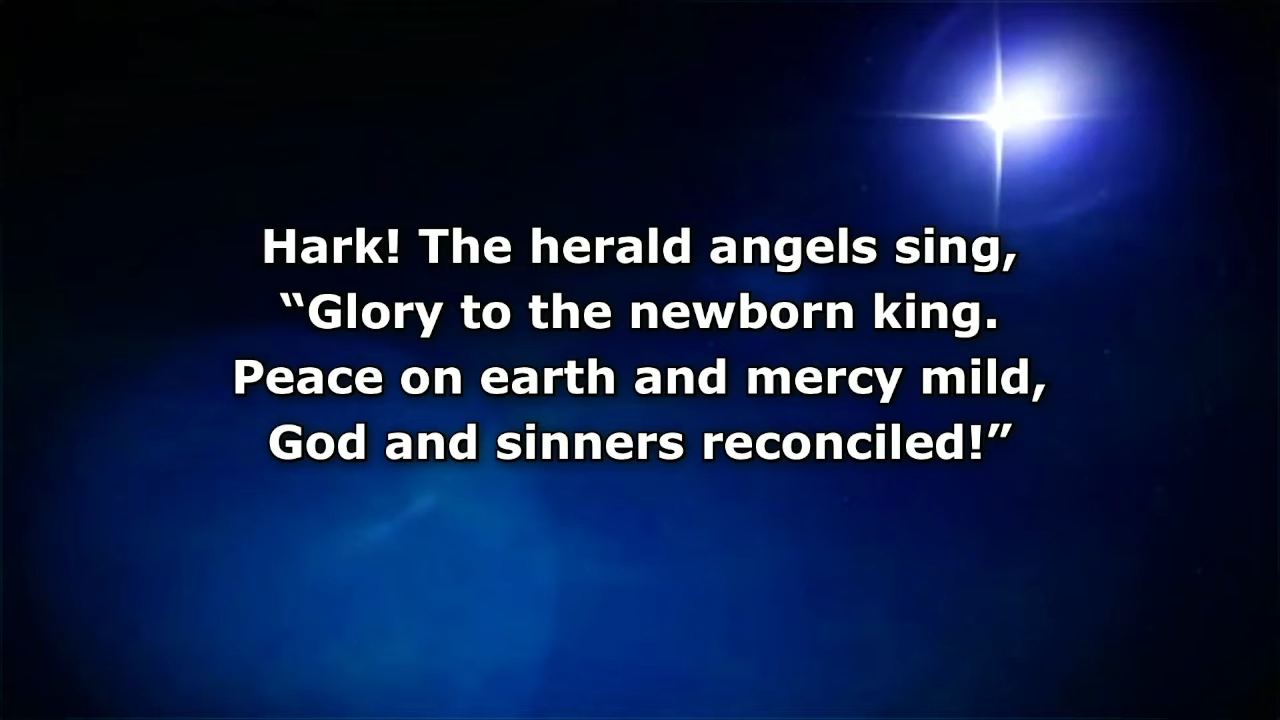 Hark! The herald angels sing,
“Glory to the newborn king.
Peace on earth and mercy mild,
God and sinners reconciled!”